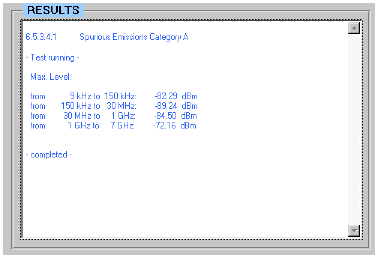 RESULTS
6.5.3.4.1 Spurious Emissions Category A
- Test running -
Max. Level:
from 9 kHz to 150 kHz: -82.29 dBm
from 150 kHz to 30 MHz: -89.24 dBm
from 30 MHz to 1 GHz: -84.50 dBm
from 1 GHz to 7 GHz: -72.16 dBm
- completed -